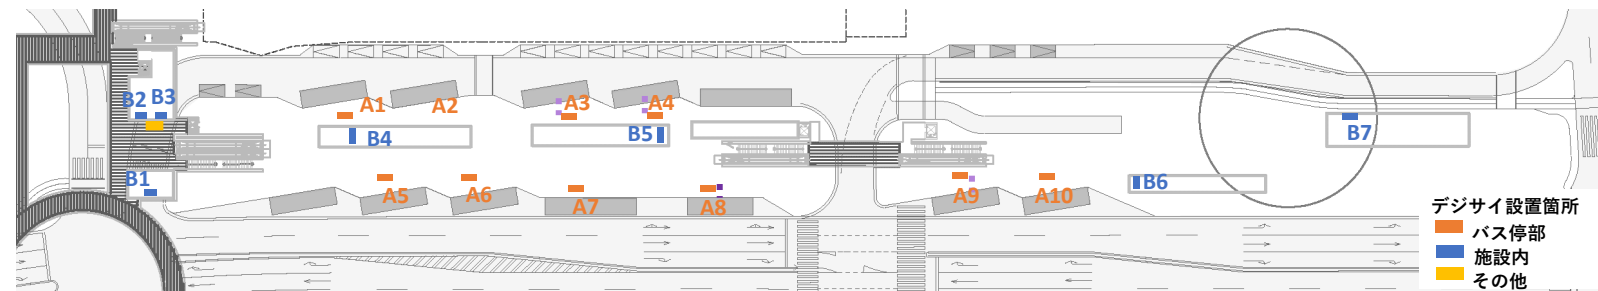 B2 B3
A1 A2 A3 A4
B4 B5 B7
B1 A5 A6 A7 A8 A9 A10 B6
デジサイ設置箇所
バス停部
施設内
その他